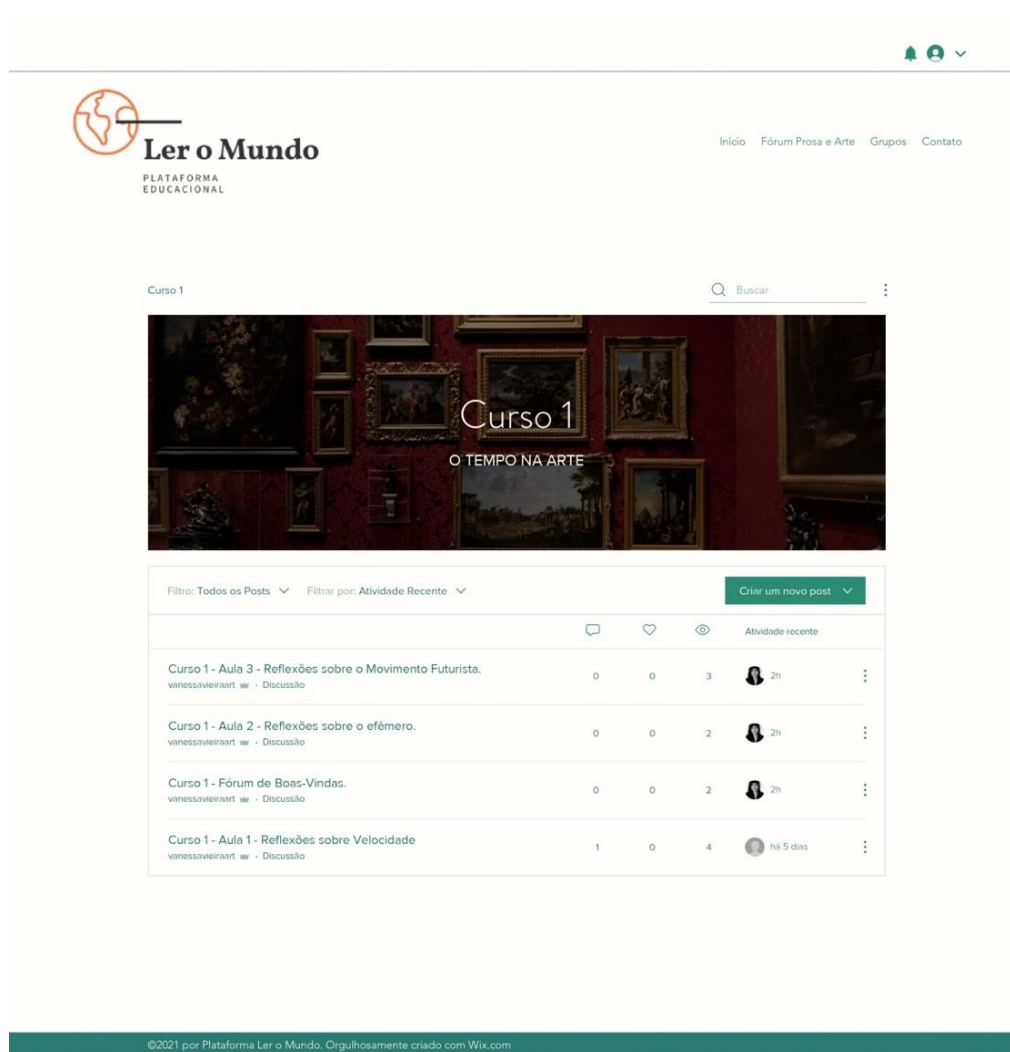 Ler o Mundo
PLATAFORMA
EDUCACIONAL
Início Fórum Prosa e Arte Grupos Contato
Curso 1
Buscar
Curso 1
O TEMPO NA ARTE
Filtro: Todos os Posts Filtrar por: Atividade Recente
Criar um novo post
Atividade recente
Curso 1 - Aula 3 - Reflexões sobre o Movimento Futurista.
vanessavieiraart · Discussão
0 0 3 2h
Curso 1 - Aula 2 - Reflexões sobre o efêmero.
vanessavieiraart · Discussão
0 0 2 2h
Curso 1 - Fórum de Boas-Vindas.
vanessavieiraart · Discussão
0 0 2 2h
Curso 1 - Aula 1 - Reflexões sobre Velocidade
vanessavieiraart · Discussão
1 0 4 há 5 dias
©2021 por Plataforma Ler o Mundo. Orgulhosamente criado com Wix.com